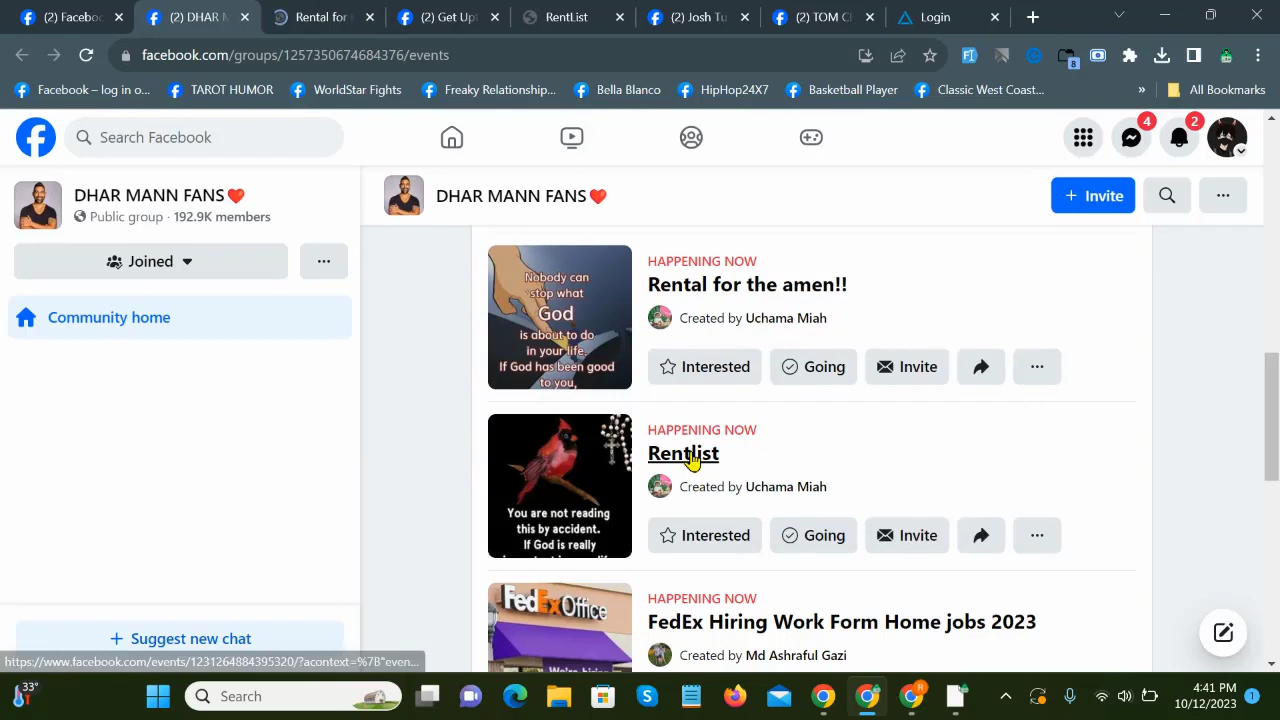 (2) Facebo
(2) DHAR M
Rental for
(2) Get Up
RentList
(2) Josh Tu
(2) TOM C
Login
facebook.com/groups/1257350674684376/events
8
Facebook – log in o...
TAROT HUMOR
WorldStar Fights
Freaky Relationship...
Bella Blanco
HipHop24X7
Basketball Player
Classic West Coast...
»
All Bookmarks
Search Facebook
4
2
DHAR MANN FANS❤️
Public group · 192.9K members
Joined
Community home
Suggest new chat
DHAR MANN FANS❤️
+ Invite
HAPPENING NOW
Rental for the amen!!
Created by Uchama Miah
Interested
Going
Invite
Nobody can
stop what
God
is about to do
in your life.
If God has been good
to you,
HAPPENING NOW
Rentlist
Created by Uchama Miah
Interested
Going
Invite
You are not reading
this by accident.
If God is really
HAPPENING NOW
FedEx Hiring Work Form Home jobs 2023
Created by Md Ashraful Gazi
FedEx Office
https://www.facebook.com/events/1231264884395320/?acontext=%7B"even...
33°
Search
4:41 PM
10/12/2023
1